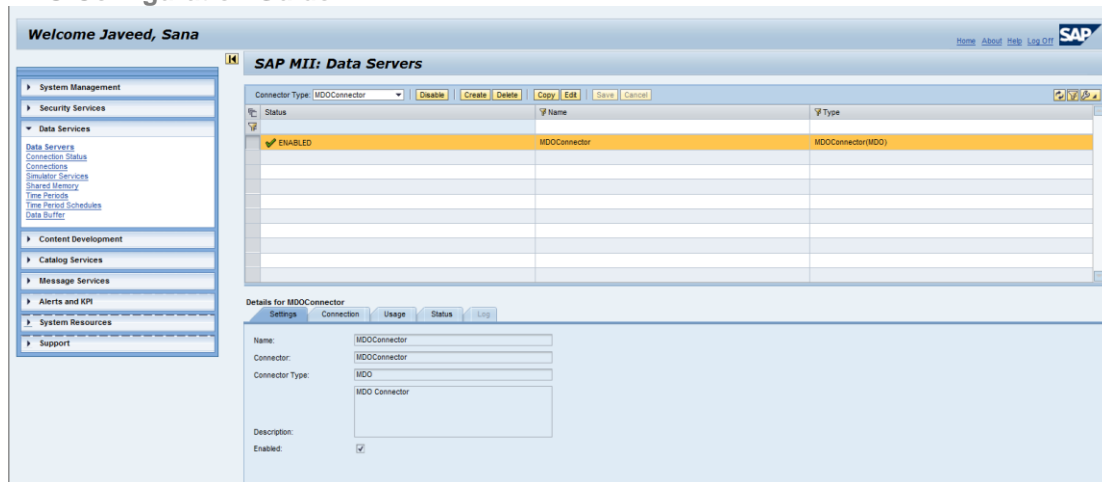 Welcome Javeed, Sana
Home About Help Log Off SAP
SAP MII: Data Servers
System Management
Security Services
Data Services
Data Servers
Connection Status
Connections
Simulator Services
Shared Memory
Time Periods
Time Period Schedules
Data Buffer
Content Development
Catalog Services
Message Services
Alerts and KPI
System Resources
Support
Connector Type: MDOConnector Disable Create Delete Copy Edit Save Cancel
Status Name Type
ENABLED MDOConnector MDOConnector(MDO)
Details for MDOConnector
Settings Connection Usage Status Log
Name: MDOConnector
Connector: MDOConnector
Connector Type: MDO
MDO Connector
Description:
Enabled: